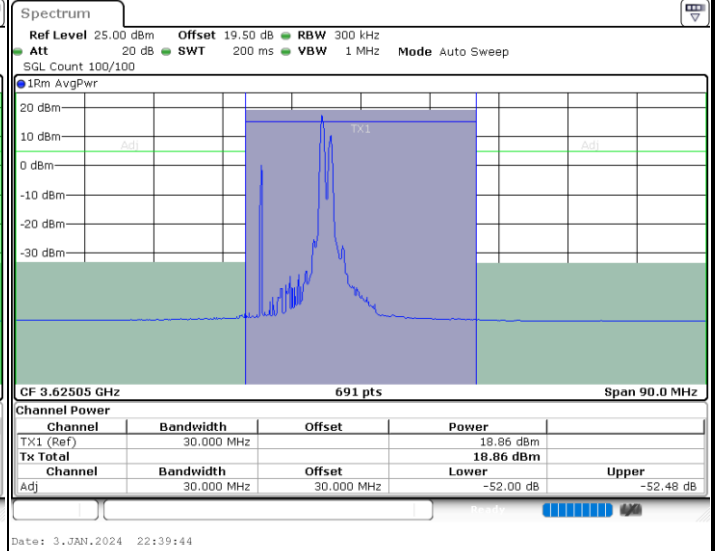 Spectrum
Ref Level 25.00 dBm Offset 19.50 dB RBW 300 kHz
Att 20 dB SWT 200 ms VBW 1 MHz Mode Auto Sweep
SGL Count 100/100
1Rm AvgPwr
20 dBm
TX1
10 dBm
Adj Adj
0 dBm
-10 dBm
-20 dBm
-30 dBm
CF 3.62505 GHz 691 pts Span 90.0 MHz
Channel Power
Channel Bandwidth Offset Power
TX1 (Ref) 30.000 MHz 18.86 dBm
Tx Total 18.86 dBm
Channel Bandwidth Offset Lower Upper
Adj 30.000 MHz 30.000 MHz -52.00 dB -52.48 dB
Ready
Date: 3.JAN.2024 22:39:44